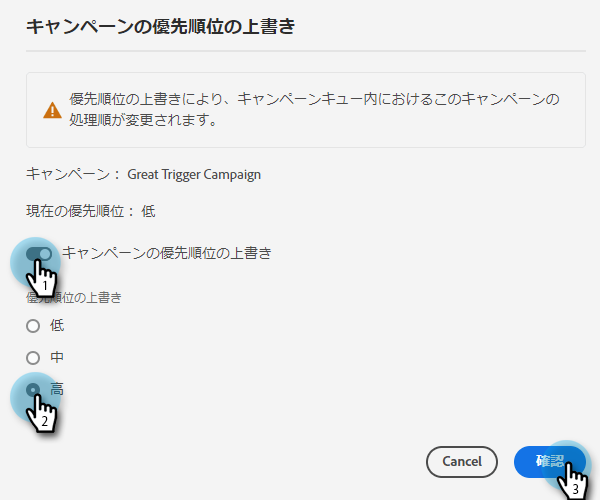 キャンペーンの優先順位の上書き
優先順位の上書きにより、キャンペーンキュー内におけるこのキャンペーンの
処理順が変更されます。
キャンペーン： Great Trigger Campaign
現在の優先順位： 低
キャンペーンの優先順位の上書き
1
優先順位の上書き
低
中
高
2
Cancel
確認
3